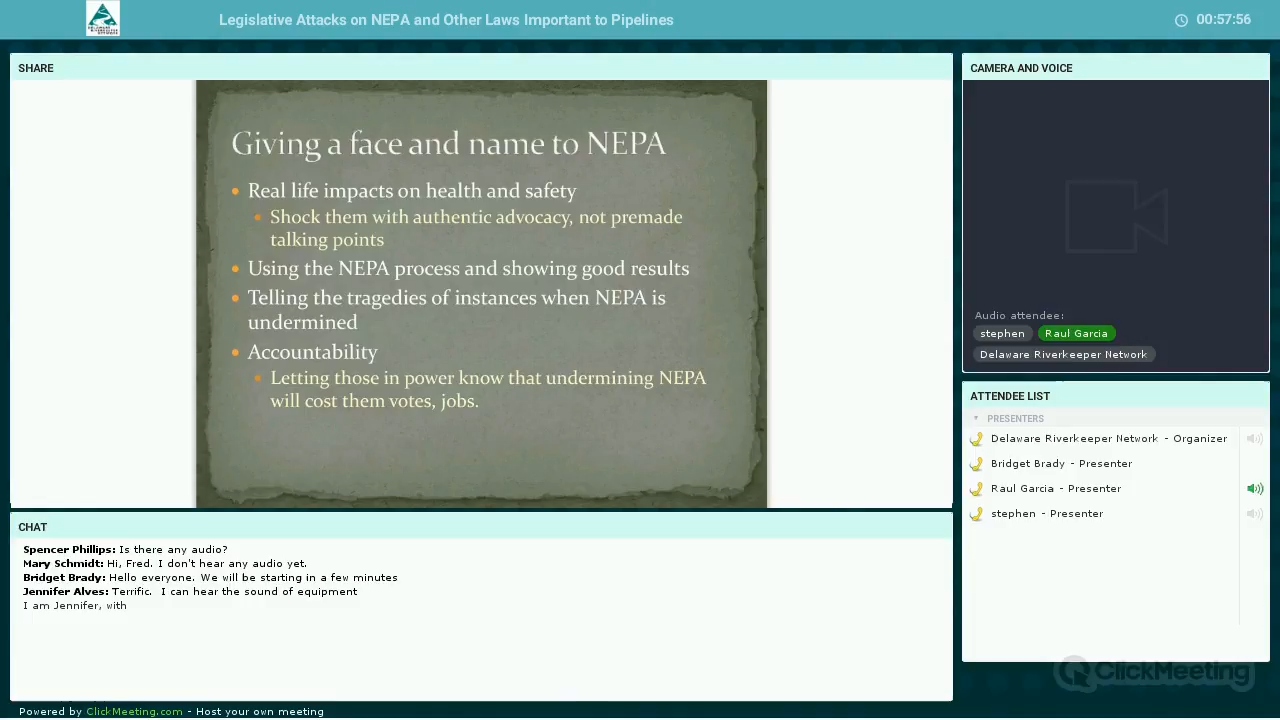 Legislative Attacks on NEPA and Other Laws Important to Pipelines
00:57:56
SHARE
Giving a face and name to NEPA
Real life impacts on health and safety
Shock them with authentic advocacy, not premade
talking points
Using the NEPA process and showing good results
Telling the tragedies of instances when NEPA is
undermined
Accountability
Letting those in power know that undermining NEPA
will cost them votes, jobs.
CAMERA AND VOICE
Audio attendee:
stephen Raul Garcia
Delaware Riverkeeper Network
ATTENDEE LIST
PRESENTERS
Delaware Riverkeeper Network - Organizer
Bridget Brady - Presenter
Raul Garcia - Presenter
stephen - Presenter
CHAT
Spencer Phillips: Is there any audio?
Mary Schmidt: Hi, Fred. I don't hear any audio yet.
Bridget Brady: Hello everyone. We will be starting in a few minutes
Jennifer Alves: Terrific. I can hear the sound of equipment
I am Jennifer, with
ClickMeeting
Powered by ClickMeeting.com - Host your own meeting